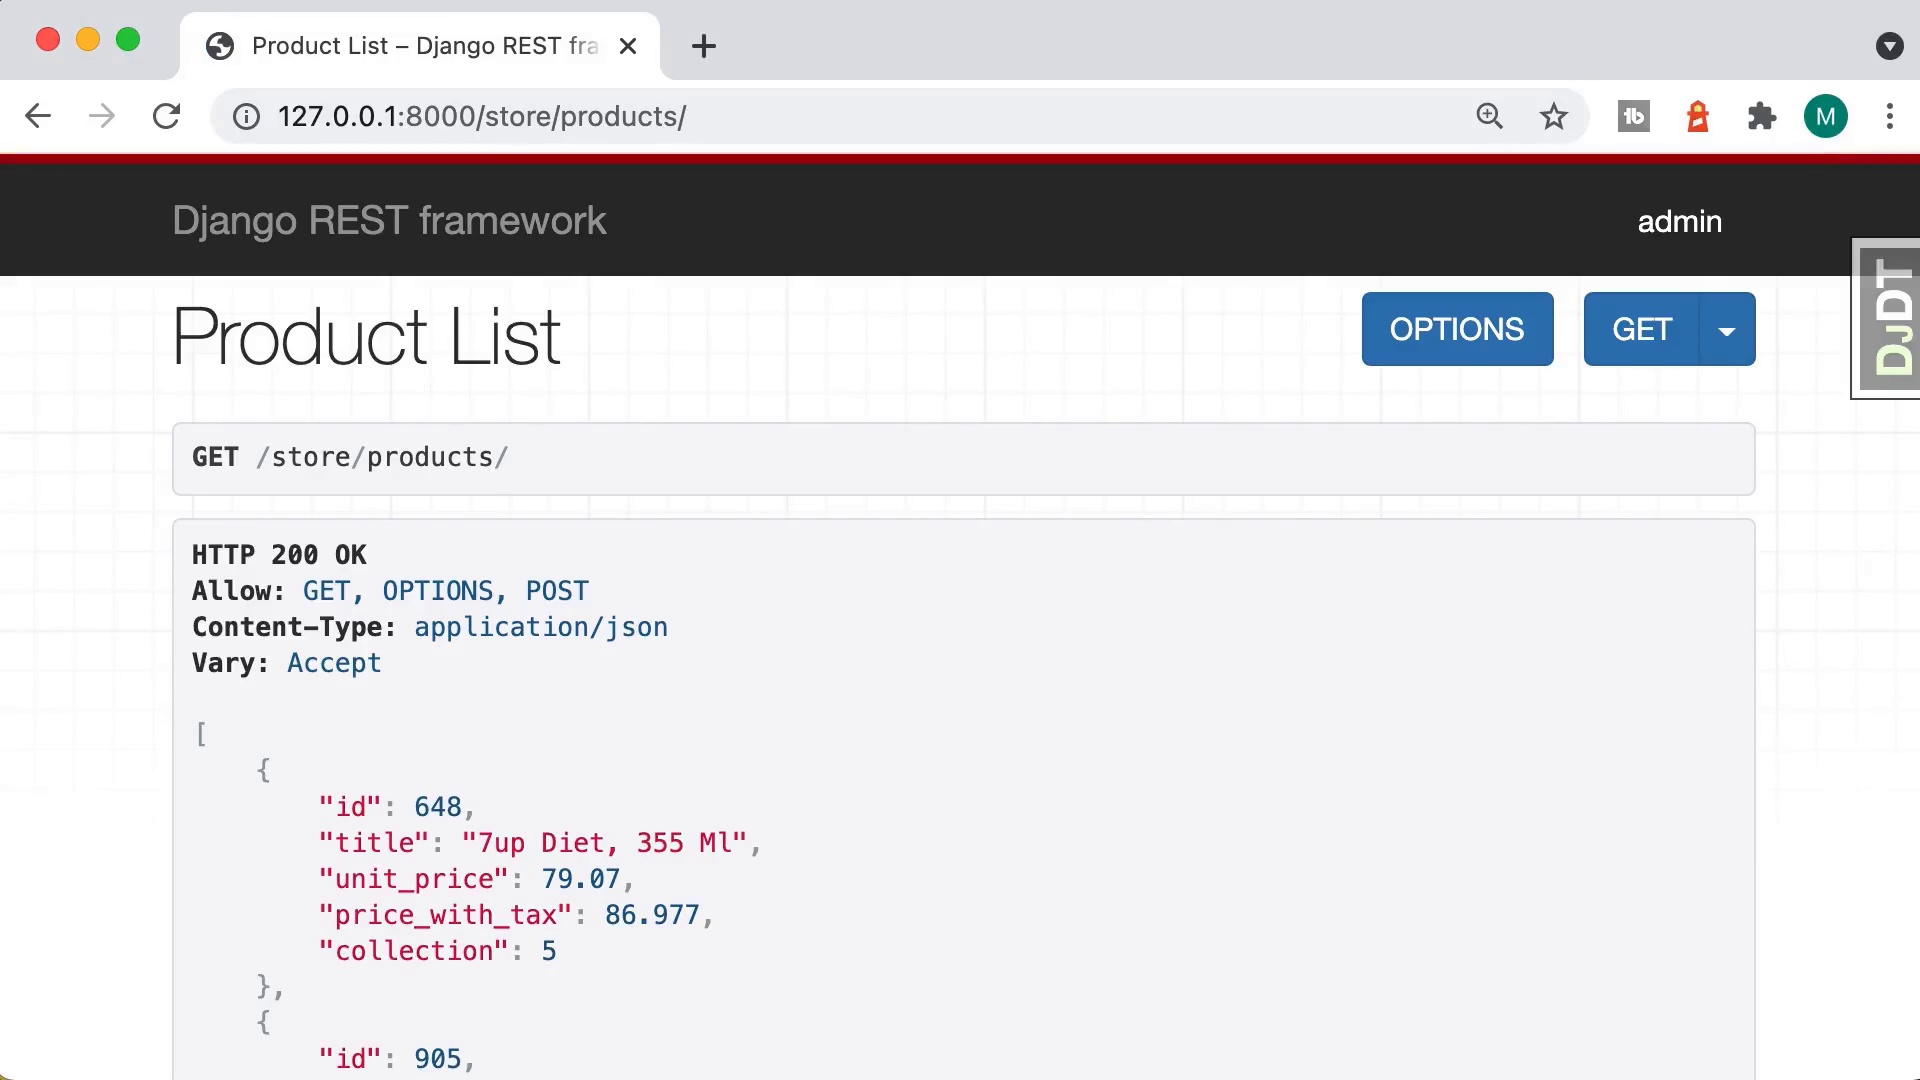 Product List – Django REST fra
127.0.0.1:8000/store/products/
tb
M
Django REST framework
admin
DJDT
Product List
OPTIONS
GET
GET /store/products/
HTTP 200 OK
Allow: GET, OPTIONS, POST
Content-Type: application/json
Vary: Accept
[
{
"id": 648,
"title": "7up Diet, 355 Ml",
"unit_price": 79.07,
"price_with_tax": 86.977,
"collection": 5
},
{
"id": 905,